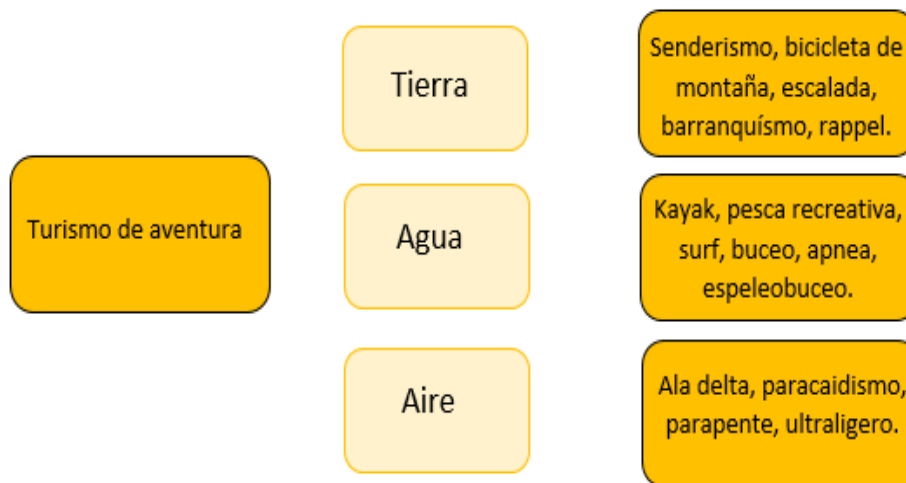 Turismo de aventura
Tierra
Senderismo, bicicleta de
montaña, escalada,
barranquísmo, rappel.
Agua
Kayak, pesca recreativa,
surf, buceo, apnea,
espeleobuceo.
Aire
Ala delta, paracaidismo,
parapente, ultraligero.